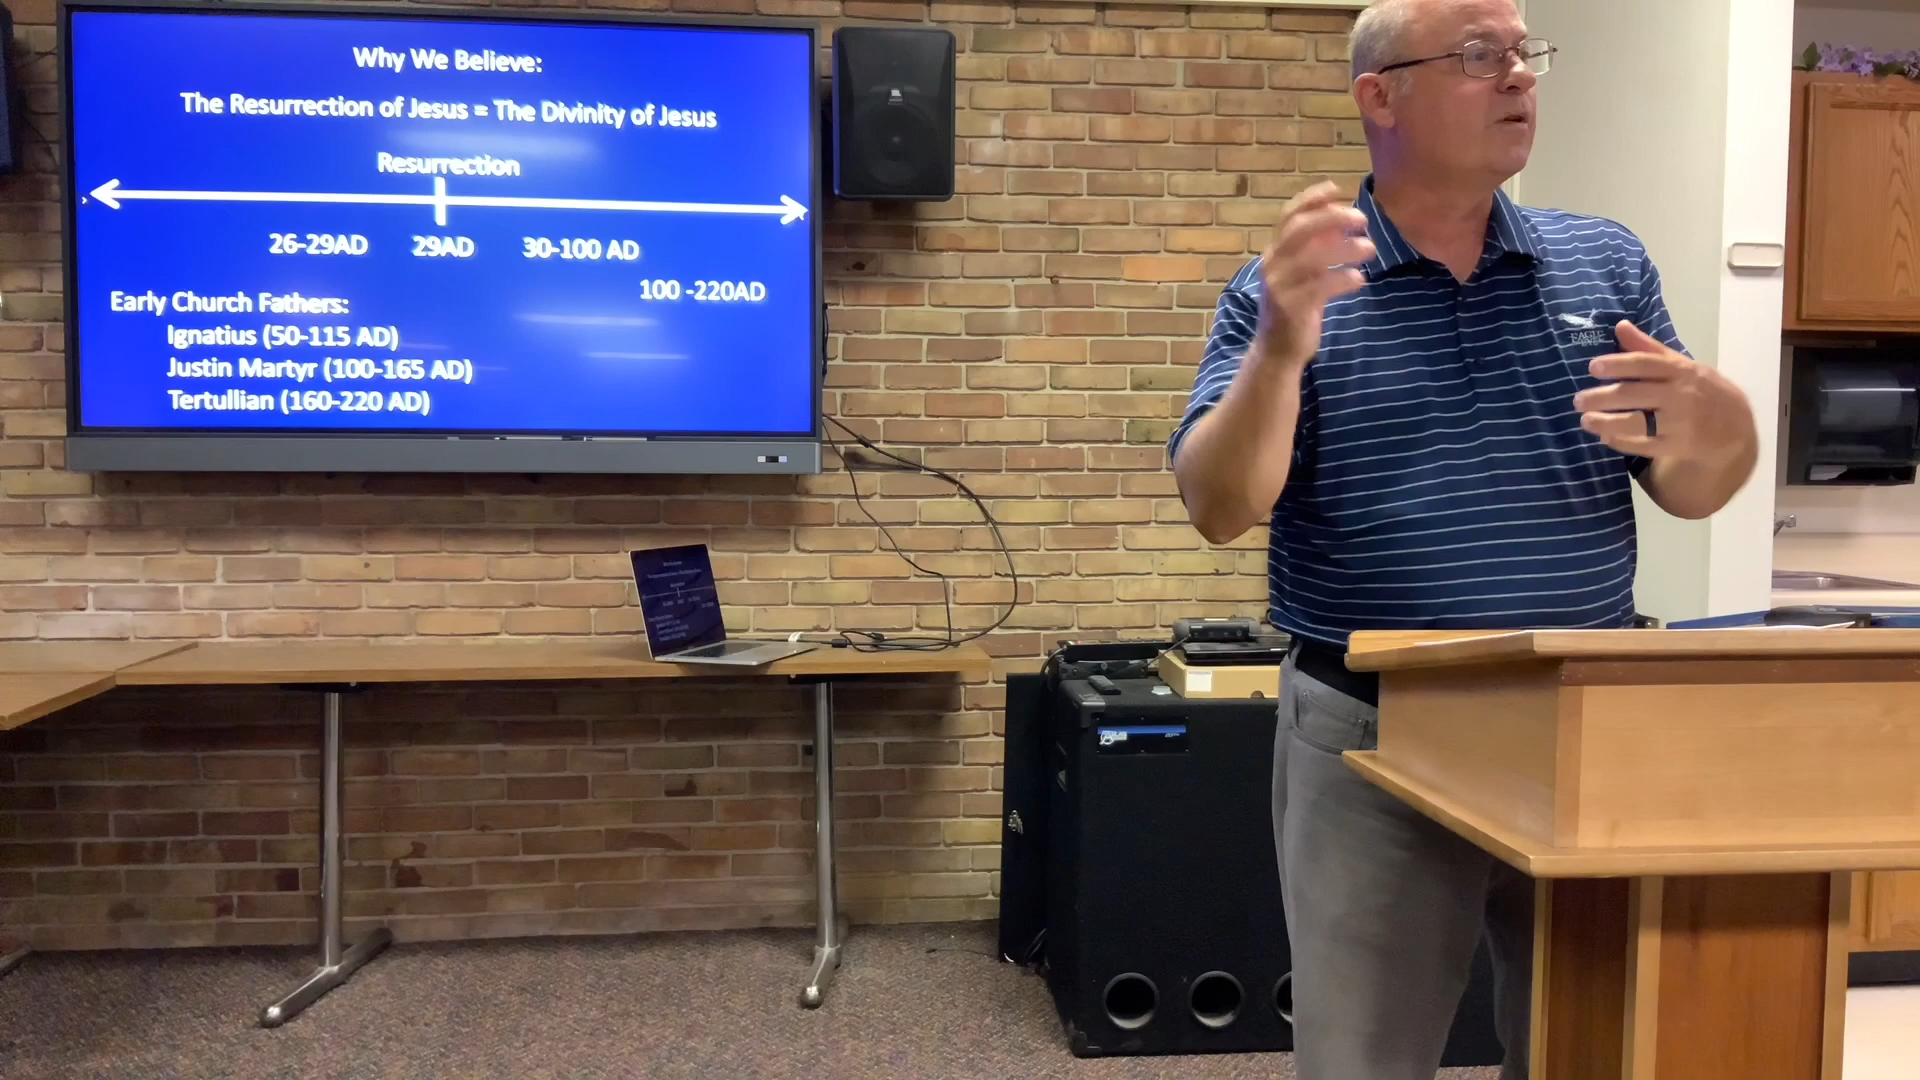 Why We Believe:
The Resurrection of Jesus = The Divinity of Jesus
Resurrection
26-29AD 29AD 30-100 AD
100 -220AD
Early Church Fathers:
Ignatius (50-115 AD)
Justin Martyr (100-165 AD)
Tertullian (160-220 AD)
EAGLE